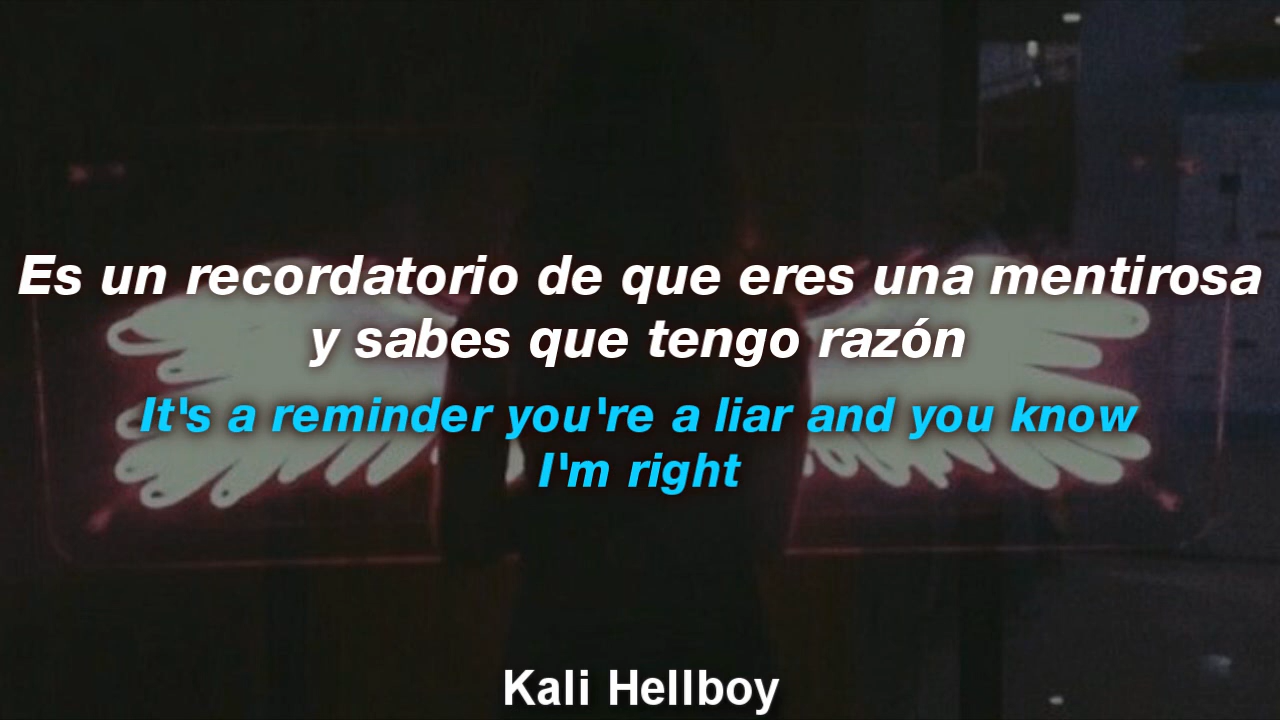 Es un recordatorio de que eres una mentirosa
y sabes que tengo razón
It's a reminder you're a liar and you know
I'm right
Kali Hellboy